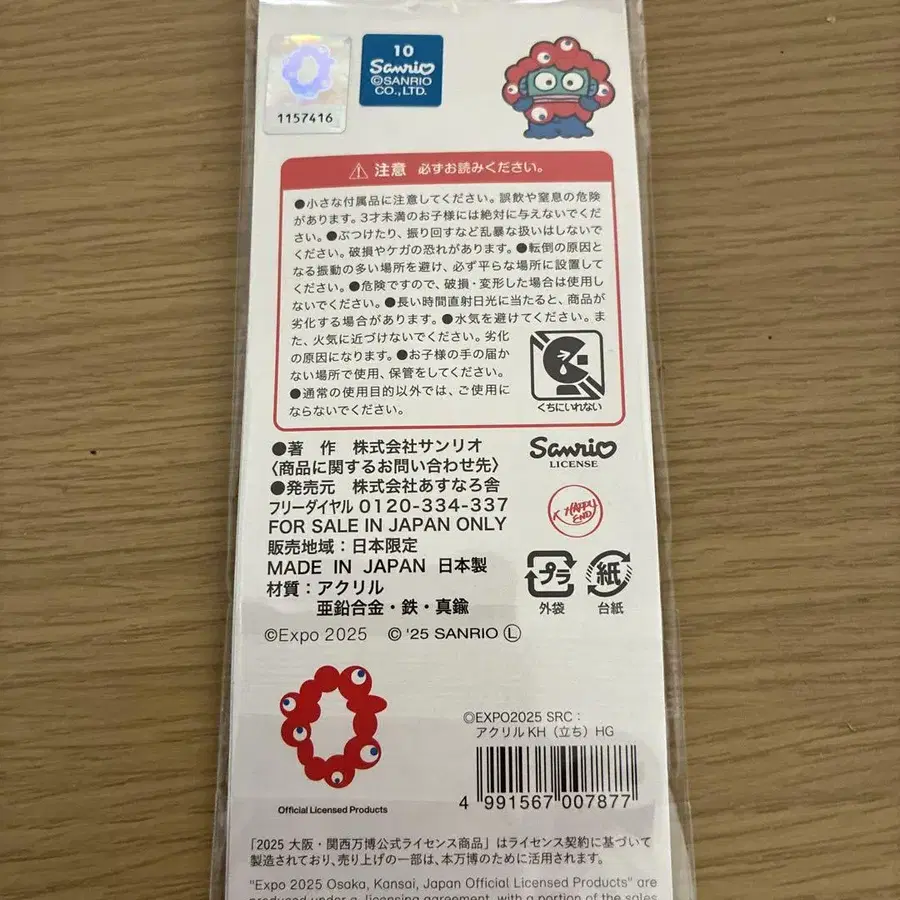 1157416
10
Sanrio
©SANRIO
CO.,LTD.
⚠ 注意 必ずお読みください。
●小さな付属品に注意してください。誤飲や窒息の危険
があります。3才未満のお子様には絶対に与えないでくだ
さい。●ぶつけたり、振り回すなど乱暴な扱いはしないで
ください。破損やケガの恐れがあります。●転倒の原因と
なる振動の多い場所を避け、必ず平らな場所に設置して
ください。●危険ですので、破損・変形した場合は使用し
ないでください。●長い時間直射日光に当たると、商品が
劣化する場合があります。●水気を避けてください。ま
た、火気に近づけないでください。劣化
の原因になります。●お子様の手の届か
ない場所で使用、保管をしてください。
●通常の使用目的以外では、ご使用に
ならないでください。
くちにいれない
●著 作 株式会社サンリオ
〈商品に関するお問い合わせ先〉
●発売元 株式会社あすなろ舎
フリーダイヤル 0120-334-337
FOR SALE IN JAPAN ONLY
販売地域：日本限定
MADE IN JAPAN 日本製
材質：アクリル
亜鉛合金・鉄・真鍮
©Expo 2025 © '25 SANRIO Ⓛ
Sanrio
LICENSE
K HAPPY
END
プラ
外袋
紙
台紙
Official Licensed Products
©EXPO2025 SRC：
アクリルKH（立ち）HG
4 991567 007877
「2025 大阪・関西万博公式ライセンス商品」はライセンス契約に基づいて
製造されており、売り上げの一部は、本万博のために活用されます。
"Expo 2025 Osaka, Kansai, Japan Official Licensed Products" are
produced under a licensing agreement, with a portion of the sales